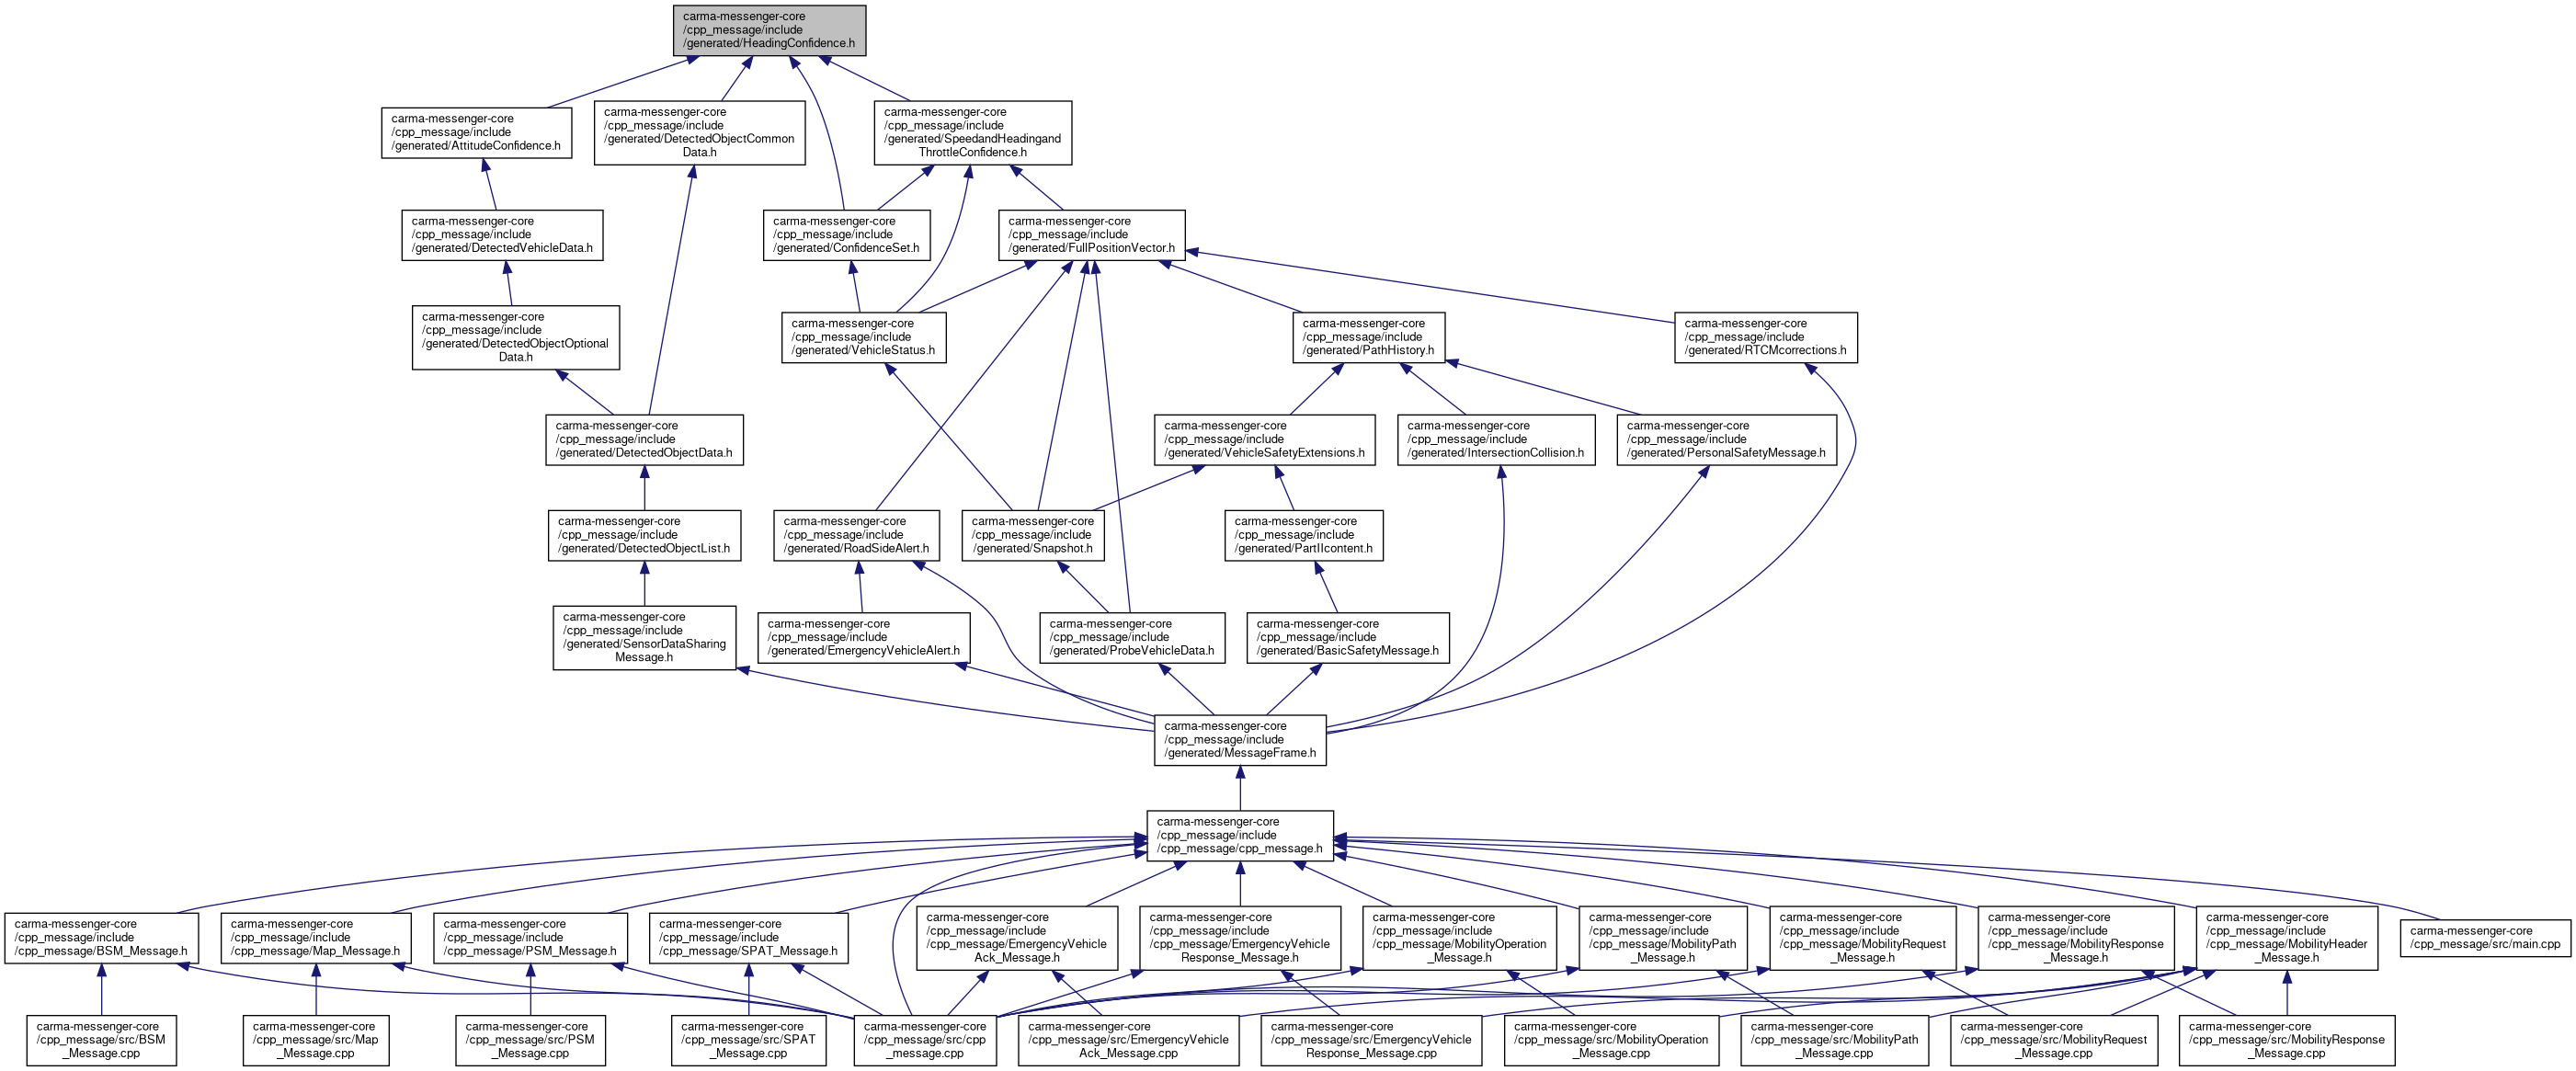 carma-messenger-core
/cpp_message/include
/generated/HeadingConfidence.h
carma-messenger-core
/cpp_message/include
/generated/AttitudeConfidence.h
carma-messenger-core
/cpp_message/include
/generated/DetectedObjectCommon
Data.h
carma-messenger-core
/cpp_message/include
/generated/SpeedandHeadingand
ThrottleConfidence.h
carma-messenger-core
/cpp_message/include
/generated/DetectedVehicleData.h
carma-messenger-core
/cpp_message/include
/generated/ConfidenceSet.h
carma-messenger-core
/cpp_message/include
/generated/FullPositionVector.h
carma-messenger-core
/cpp_message/include
/generated/DetectedObjectOptional
Data.h
carma-messenger-core
/cpp_message/include
/generated/VehicleStatus.h
carma-messenger-core
/cpp_message/include
/generated/PathHistory.h
carma-messenger-core
/cpp_message/include
/generated/RTCMcorrections.h
carma-messenger-core
/cpp_message/include
/generated/DetectedObjectData.h
carma-messenger-core
/cpp_message/include
/generated/VehicleSafetyExtensions.h
carma-messenger-core
/cpp_message/include
/generated/IntersectionCollision.h
carma-messenger-core
/cpp_message/include
/generated/PersonalSafetyMessage.h
carma-messenger-core
/cpp_message/include
/generated/DetectedObjectList.h
carma-messenger-core
/cpp_message/include
/generated/RoadSideAlert.h
carma-messenger-core
/cpp_message/include
/generated/Snapshot.h
carma-messenger-core
/cpp_message/include
/generated/PartIIcontent.h
carma-messenger-core
/cpp_message/include
/generated/SensorDataSharing
Message.h
carma-messenger-core
/cpp_message/include
/generated/EmergencyVehicleAlert.h
carma-messenger-core
/cpp_message/include
/generated/ProbeVehicleData.h
carma-messenger-core
/cpp_message/include
/generated/BasicSafetyMessage.h
carma-messenger-core
/cpp_message/include
/generated/MessageFrame.h
carma-messenger-core
/cpp_message/include
/cpp_message/cpp_message.h
carma-messenger-core
/cpp_message/include
/cpp_message/BSM_Message.h
carma-messenger-core
/cpp_message/include
/cpp_message/Map_Message.h
carma-messenger-core
/cpp_message/include
/cpp_message/PSM_Message.h
carma-messenger-core
/cpp_message/include
/cpp_message/SPAT_Message.h
carma-messenger-core
/cpp_message/include
/cpp_message/EmergencyVehicle
Ack_Message.h
carma-messenger-core
/cpp_message/include
/cpp_message/EmergencyVehicle
Response_Message.h
carma-messenger-core
/cpp_message/include
/cpp_message/MobilityOperation
_Message.h
carma-messenger-core
/cpp_message/include
/cpp_message/MobilityPath
_Message.h
carma-messenger-core
/cpp_message/include
/cpp_message/MobilityRequest
_Message.h
carma-messenger-core
/cpp_message/include
/cpp_message/MobilityResponse
_Message.h
carma-messenger-core
/cpp_message/include
/cpp_message/MobilityHeader
_Message.h
carma-messenger-core
/cpp_message/src/main.cpp
carma-messenger-core
/cpp_message/src/BSM
_Message.cpp
carma-messenger-core
/cpp_message/src/Map
_Message.cpp
carma-messenger-core
/cpp_message/src/PSM
_Message.cpp
carma-messenger-core
/cpp_message/src/SPAT
_Message.cpp
carma-messenger-core
/cpp_message/src/cpp
_message.cpp
carma-messenger-core
/cpp_message/src/EmergencyVehicle
Ack_Message.cpp
carma-messenger-core
/cpp_message/src/EmergencyVehicle
Response_Message.cpp
carma-messenger-core
/cpp_message/src/MobilityOperation
_Message.cpp
carma-messenger-core
/cpp_message/src/MobilityPath
_Message.cpp
carma-messenger-core
/cpp_message/src/MobilityRequest
_Message.cpp
carma-messenger-core
/cpp_message/src/MobilityResponse
_Message.cpp